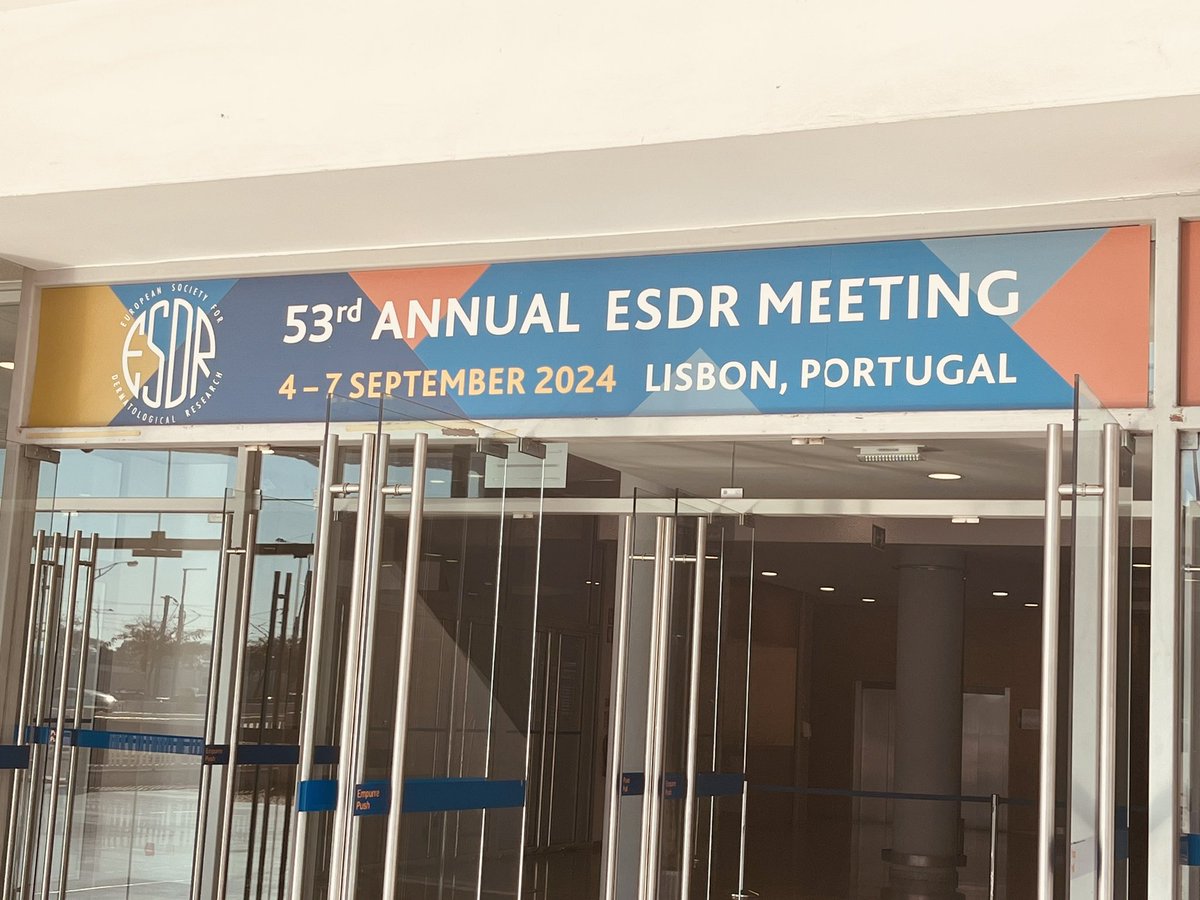 EUROPEAN SOCIETY FOR
ESDR
DERMATOLOGICAL RESEARCH
53rd ANNUAL ESDR MEETING
4 – 7 SEPTEMBER 2024 LISBON, PORTUGAL
Empurre
Push